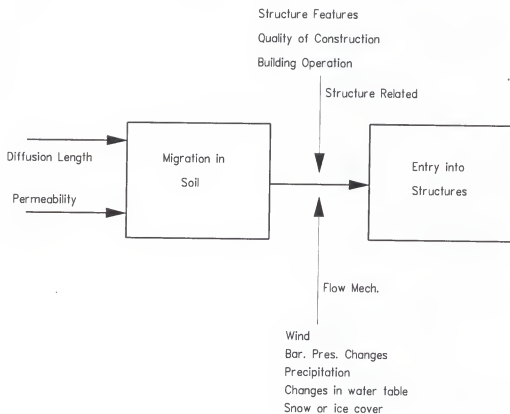 Structure Features
Quality of Construction
Building Operation
Structure Related
Diffusion Length
Migration in
Soil
Entry into
Structures
Permeability
Flow Mech.
Wind
Bar. Pres. Changes
Precipitation
Changes in water table
Snow or ice cover